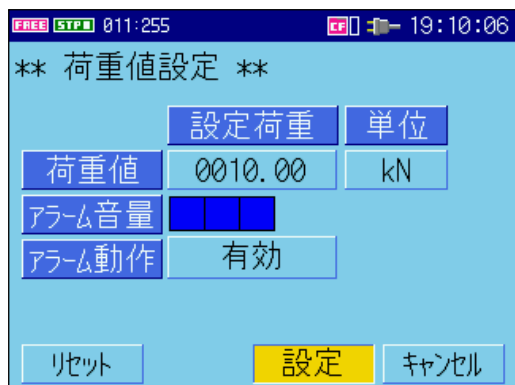 FREE STP 011:255 CF 19:10:06
** 荷重値設定 **
設定荷重 単位
荷重値 0010.00 kN
アラーム音量
アラーム動作 有効
リセット 設定 キャンセル